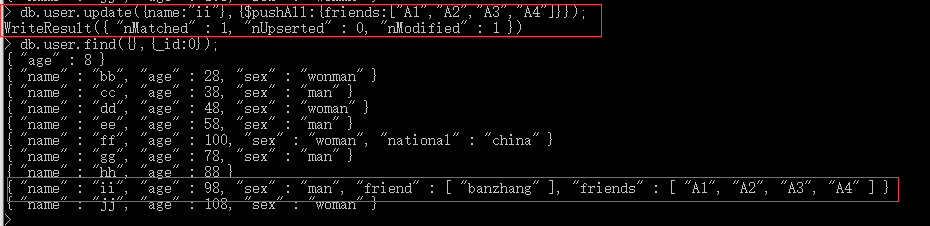 > db.user.update({name:"ii"}, {$pushAll:{friends:["A1","A2","A3","A4"]}});
WriteResult({ "nMatched" : 1, "nUpserted" : 0, "nModified" : 1 })
> db.user.find({}, {_id:0});
{ "age" : 8 }
{ "name" : "bb", "age" : 28, "sex" : "wonman" }
{ "name" : "cc", "age" : 38, "sex" : "man" }
{ "name" : "dd", "age" : 48, "sex" : "woman" }
{ "name" : "ee", "age" : 58, "sex" : "man" }
{ "name" : "ff", "age" : 100, "sex" : "woman", "national" : "china" }
{ "name" : "gg", "age" : 78, "sex" : "man" }
{ "name" : "hh", "age" : 88 }
{ "name" : "ii", "age" : 98, "sex" : "man", "friend" : [ "banzhang" ], "friends" : [ "A1", "A2", "A3", "A4" ] }
{ "name" : "jj", "age" : 108, "sex" : "woman" }
>